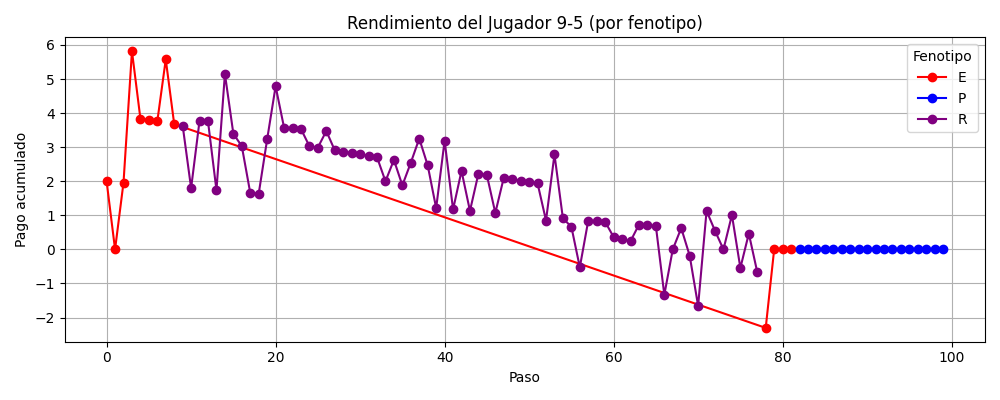 Rendimiento del Jugador 9-5 (por fenotipo)
Pago acumulado
6
5
4
3
2
1
0
−1
−2
0
20
40
60
80
100
Paso
Fenotipo
E
P
R